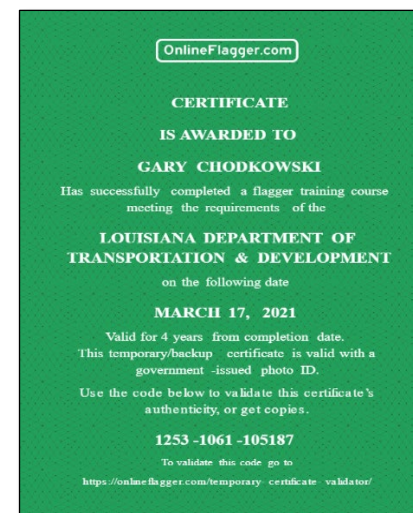 OnlineFlagger.com
CERTIFICATE
IS AWARDED TO
GARY CHODKOWSKI
Has successfully completed a flagger training course
meeting the requirements of the
LOUISIANA DEPARTMENT OF
TRANSPORTATION & DEVELOPMENT
on the following date
MARCH 17, 2021
Valid for 4 years from completion date.
This temporary/backup certificate is valid with a
government -issued photo ID.
Use the code below to validate this certificate's
authenticity, or get copies.
1253 -1061 -105187
To validate this code go to
https://onlineflagger.com/temporary- certificate- validator/